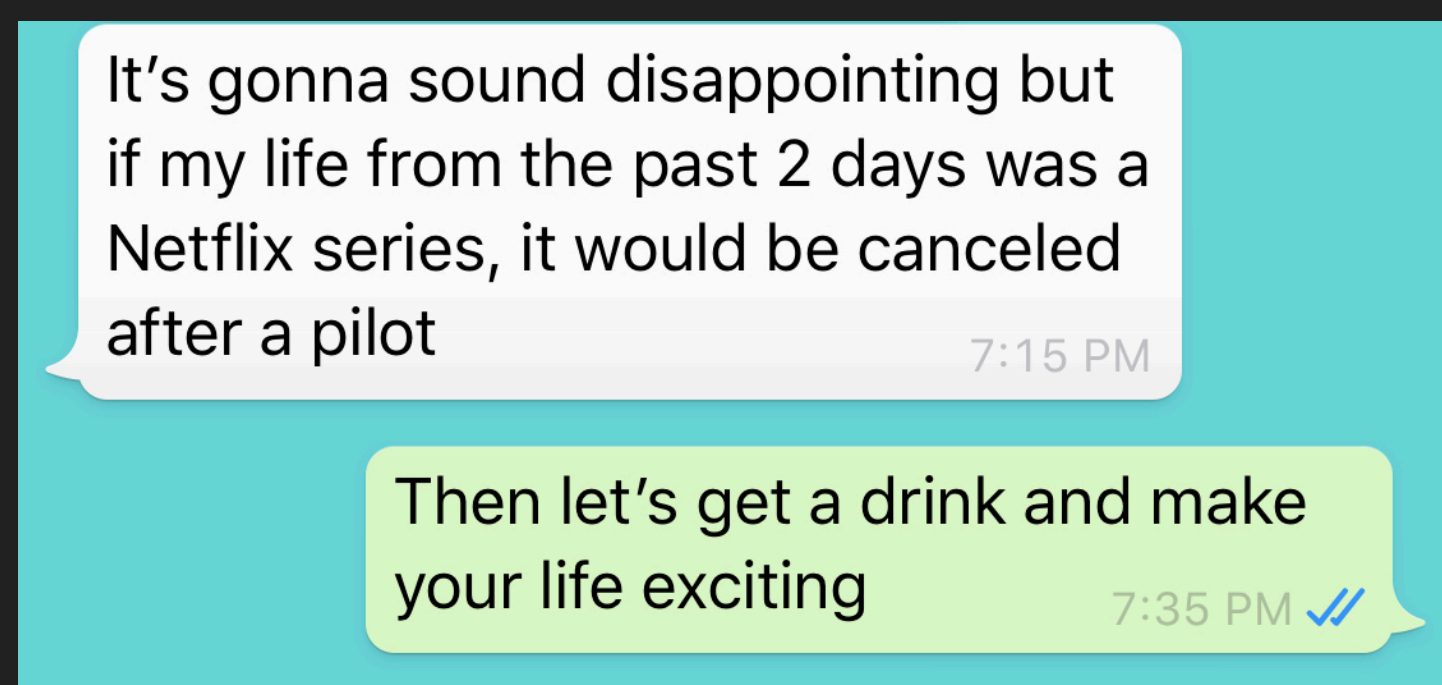 It’s gonna sound disappointing but
if my life from the past 2 days was a
Netflix series, it would be canceled
after a pilot
7:15 PM
Then let’s get a drink and make
your life exciting
7:35 PM